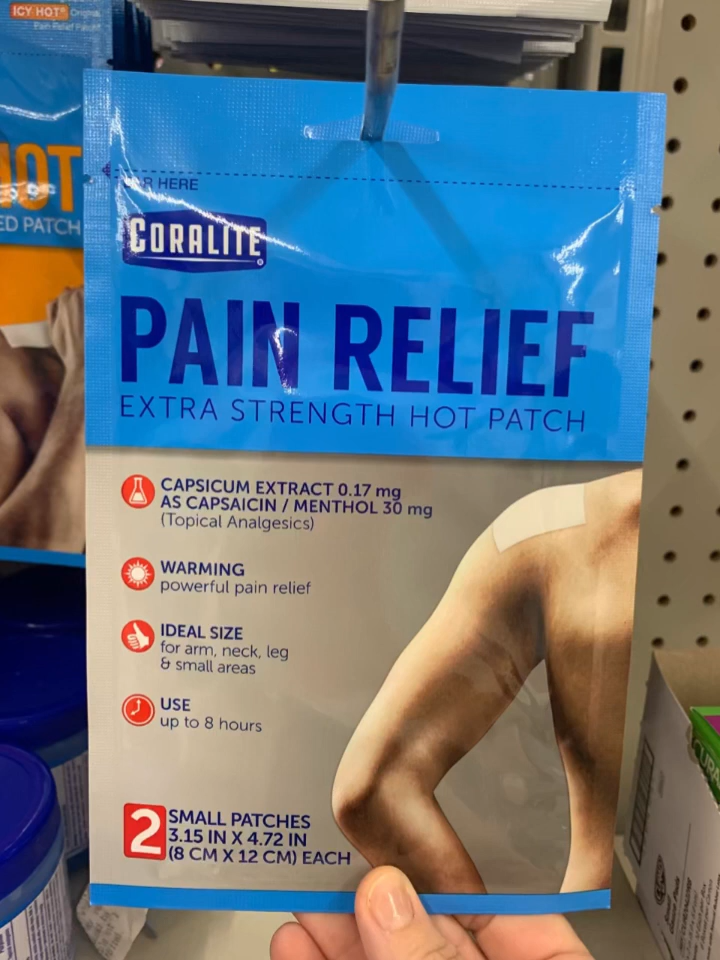 ICY HOT® Original
Pain Relief Patch
HOT
ED PATCH
HERE
CORALITE®
PAIN RELIEF
EXTRA STRENGTH HOT PATCH
CAPSICUM EXTRACT 0.17 mg
AS CAPSAICIN / MENTHOL 30 mg
(Topical Analgesics)
WARMING
powerful pain relief
IDEAL SIZE
for arm, neck, leg
& small areas
USE
up to 8 hours
2 SMALL PATCHES
3.15 IN X 4.72 IN
(8 CM X 12 CM) EACH